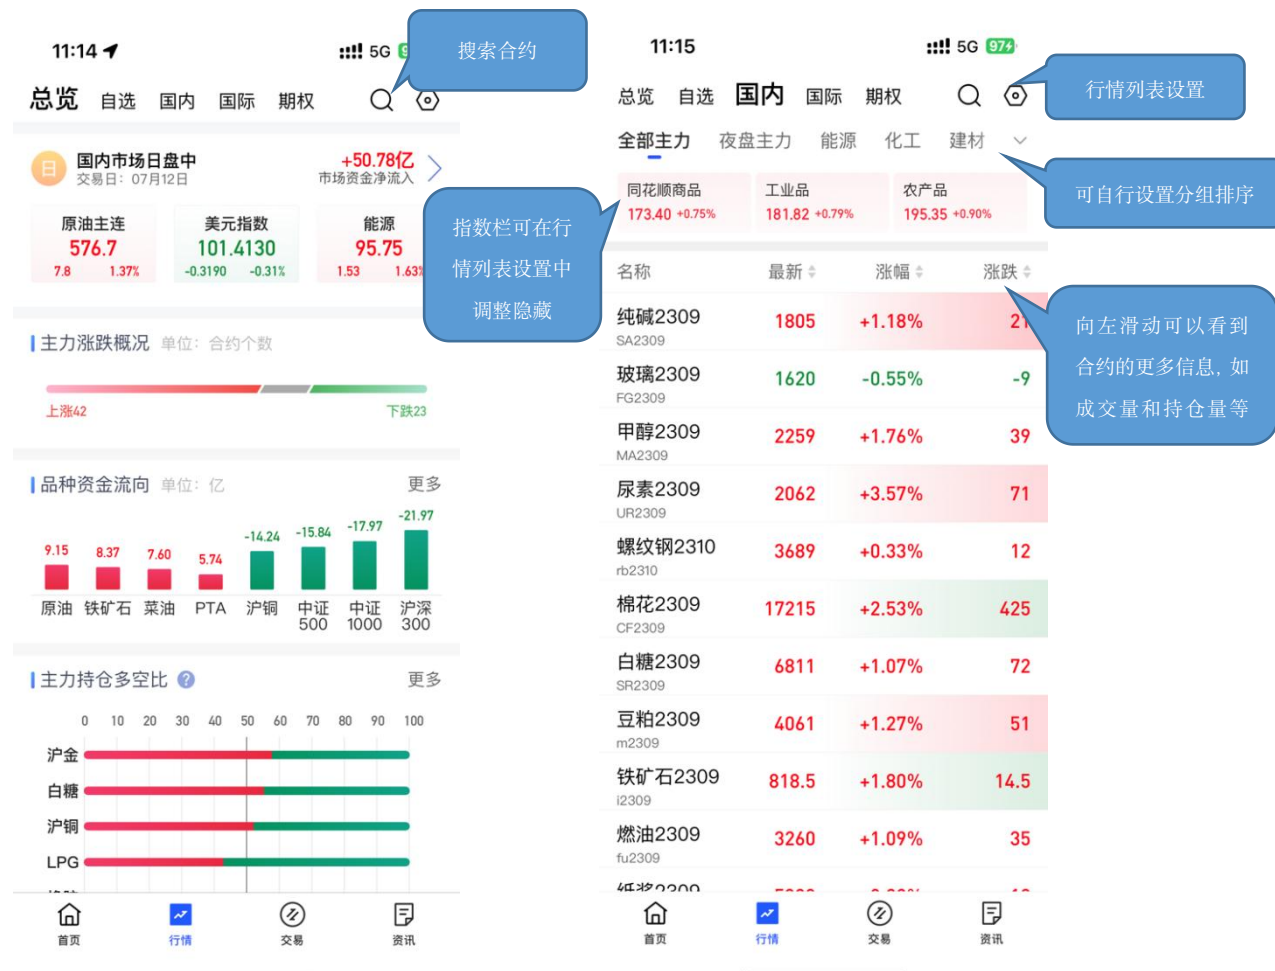 11:14
5G
搜索合约
总览 自选 国内 国际 期权
日
国内市场日盘中
交易日：07月12日
+50.78亿
市场资金净流入
原油主连
576.7
7.8 1.37%
美元指数
101.4130
-0.3190 -0.31%
能源
95.75
1.53 1.63%
指数栏可在行
情列表设置中
调整隐藏
主力涨跌概况 单位：合约个数
上涨42 下跌23
品种资金流向 单位：亿 更多
9.15 8.37 7.60 5.74 -14.24 -15.84 -17.97 -21.97
原油 铁矿石 菜油 PTA 沪铜 中证500 中证1000 沪深300
主力持仓多空比 ? 更多
0 10 20 30 40 50 60 70 80 90 100
沪金
白糖
沪铜
LPG
首页 行情 交易 资讯
11:15
5G 97
行情列表设置
总览 自选 国内 国际 期权
全部主力 夜盘主力 能源 化工 建材
可自行设置分组排序
同花顺商品
173.40 +0.75%
工业品
181.82 +0.79%
农产品
195.35 +0.90%
名称 最新 涨幅 涨跌
向左滑动可以看到
合约的更多信息,如
成交量和持仓量等
纯碱2309 1805 +1.18% 21
SA2309
玻璃2309 1620 -0.55% -9
FG2309
甲醇2309 2259 +1.76% 39
MA2309
尿素2309 2062 +3.57% 71
UR2309
螺纹钢2310 3689 +0.33% 12
rb2310
棉花2309 17215 +2.53% 425
CF2309
白糖2309 6811 +1.07% 72
SR2309
豆粕2309 4061 +1.27% 51
m2309
铁矿石2309 818.5 +1.80% 14.5
i2309
燃油2309 3260 +1.09% 35
fu2309
纸浆2309
首页 行情 交易 资讯